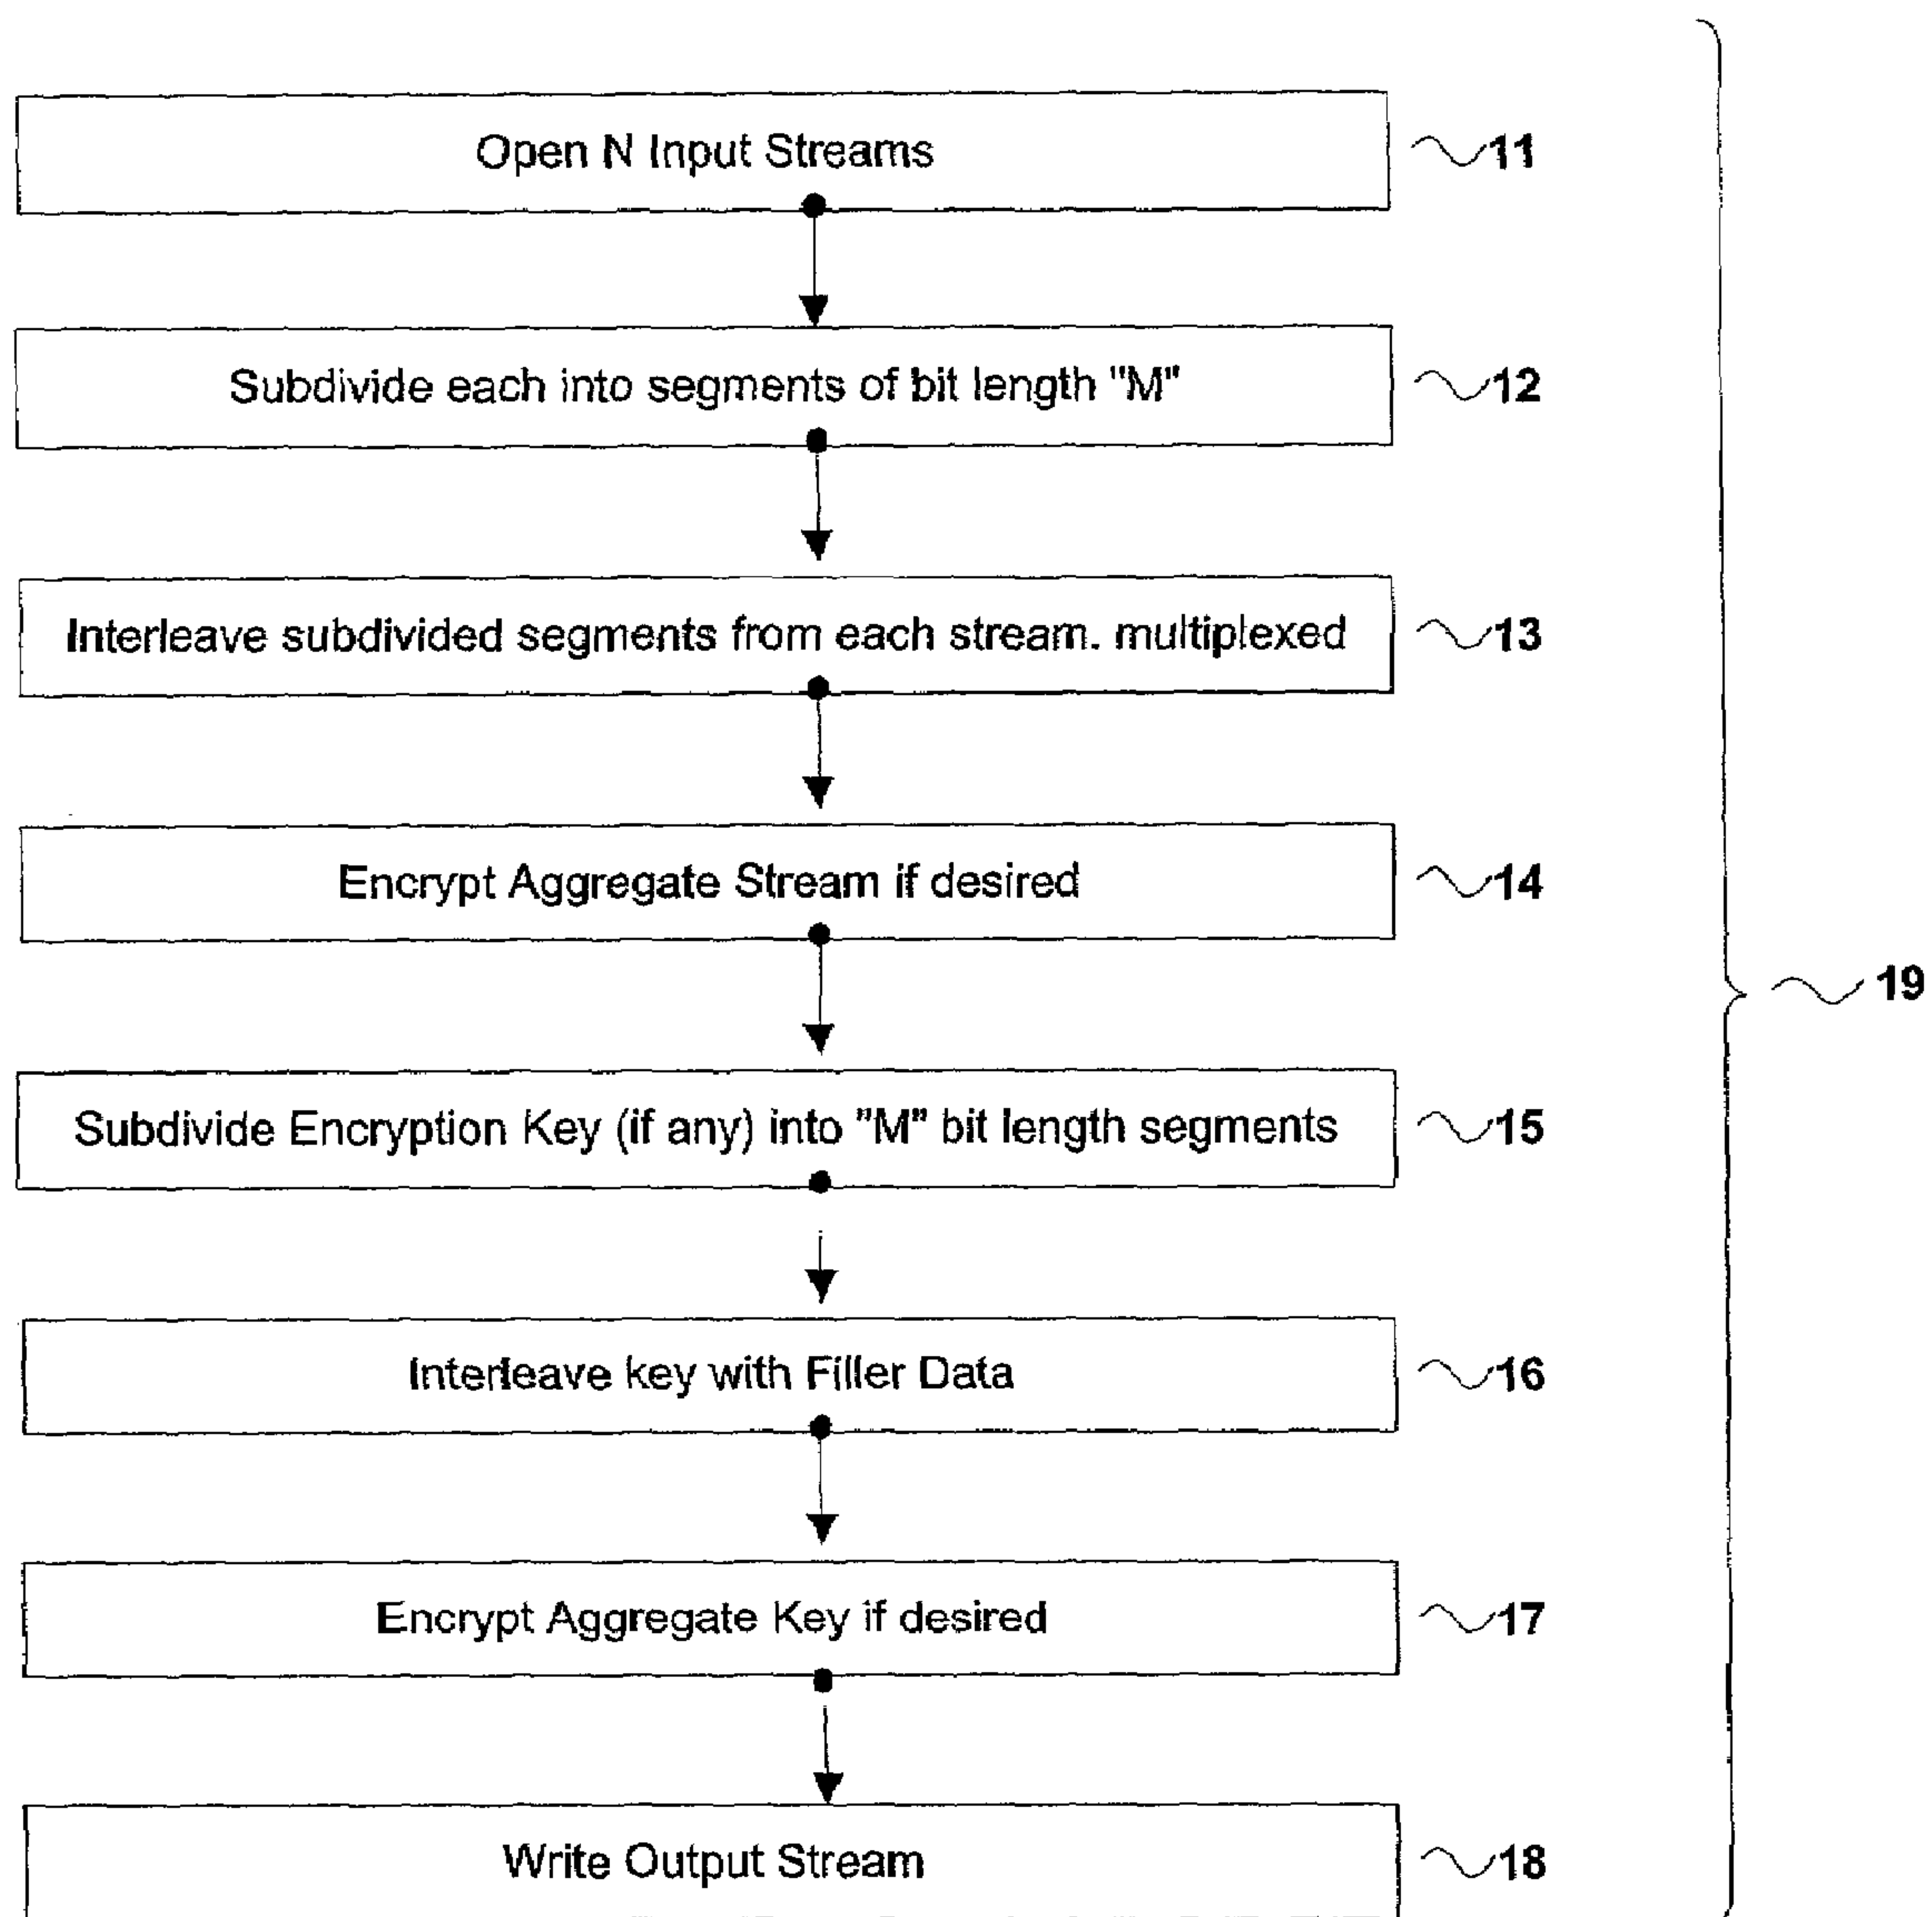 Open N Input Streams
11
Subdivide each into segments of bit length "M"
12
Interleave subdivided segments from each stream. multiplexed
13
Encrypt Aggregate Stream if desired
14
19
Subdivide Encryption Key (if any) into "M" bit length segments
15
Interleave key with Filler Data
16
Encrypt Aggregate Key if desired
17
Write Output Stream
18